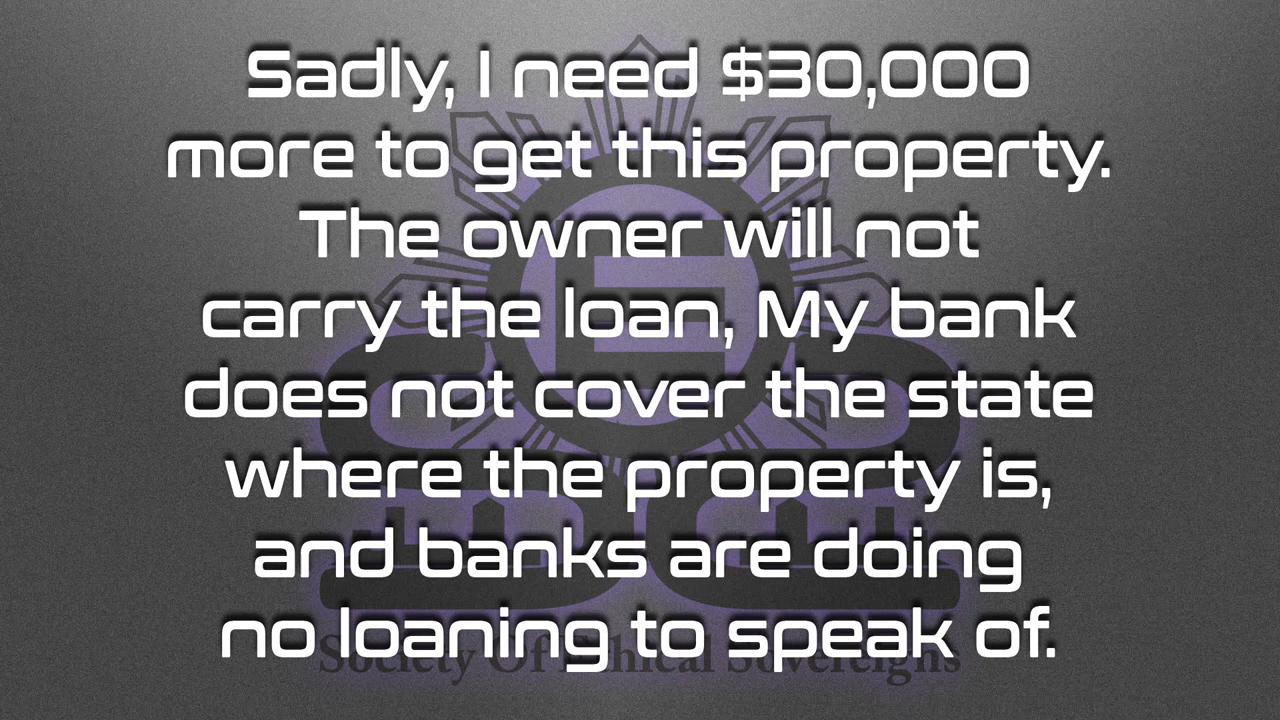 Sadly, I need $30,000
more to get this property.
The owner will not
carry the loan, My bank
does not cover the state
where the property is,
and banks are doing
no loaning to speak of.
Society Of Ethical Sovereigns